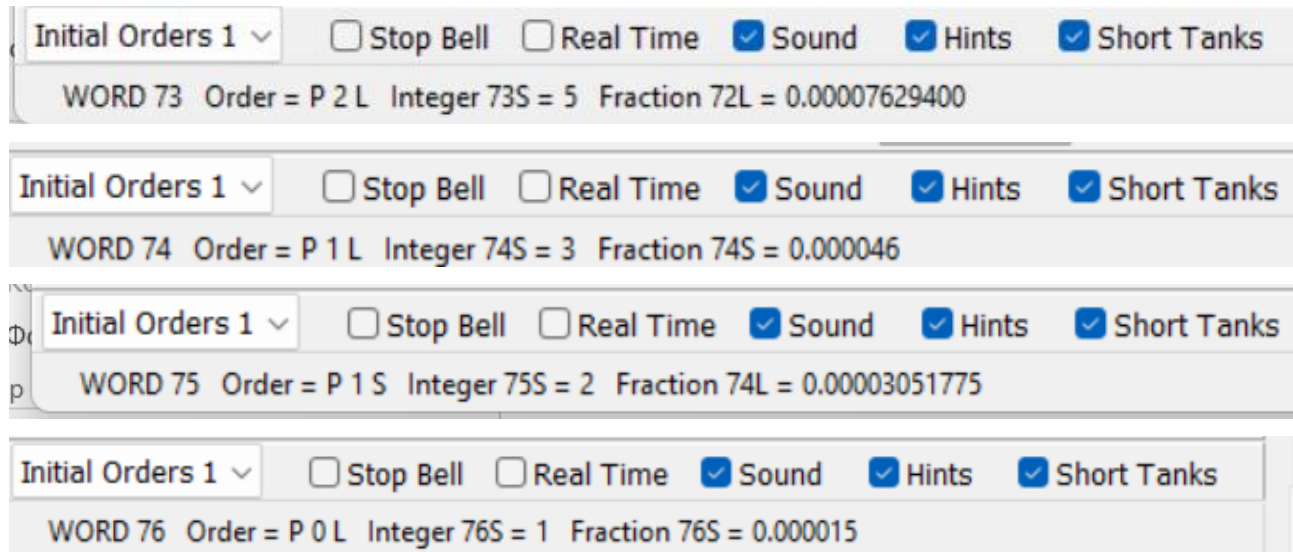 Initial Orders 1 Stop Bell Real Time Sound Hints Short Tanks
WORD 73 Order = P 2 L Integer 73S = 5 Fraction 72L = 0.00007629400
Initial Orders 1 Stop Bell Real Time Sound Hints Short Tanks
WORD 74 Order = P 1 L Integer 74S = 3 Fraction 74S = 0.000046
Initial Orders 1 Stop Bell Real Time Sound Hints Short Tanks
WORD 75 Order = P 1 S Integer 75S = 2 Fraction 74L = 0.00003051775
Initial Orders 1 Stop Bell Real Time Sound Hints Short Tanks
WORD 76 Order = P 0 L Integer 76S = 1 Fraction 76S = 0.000015